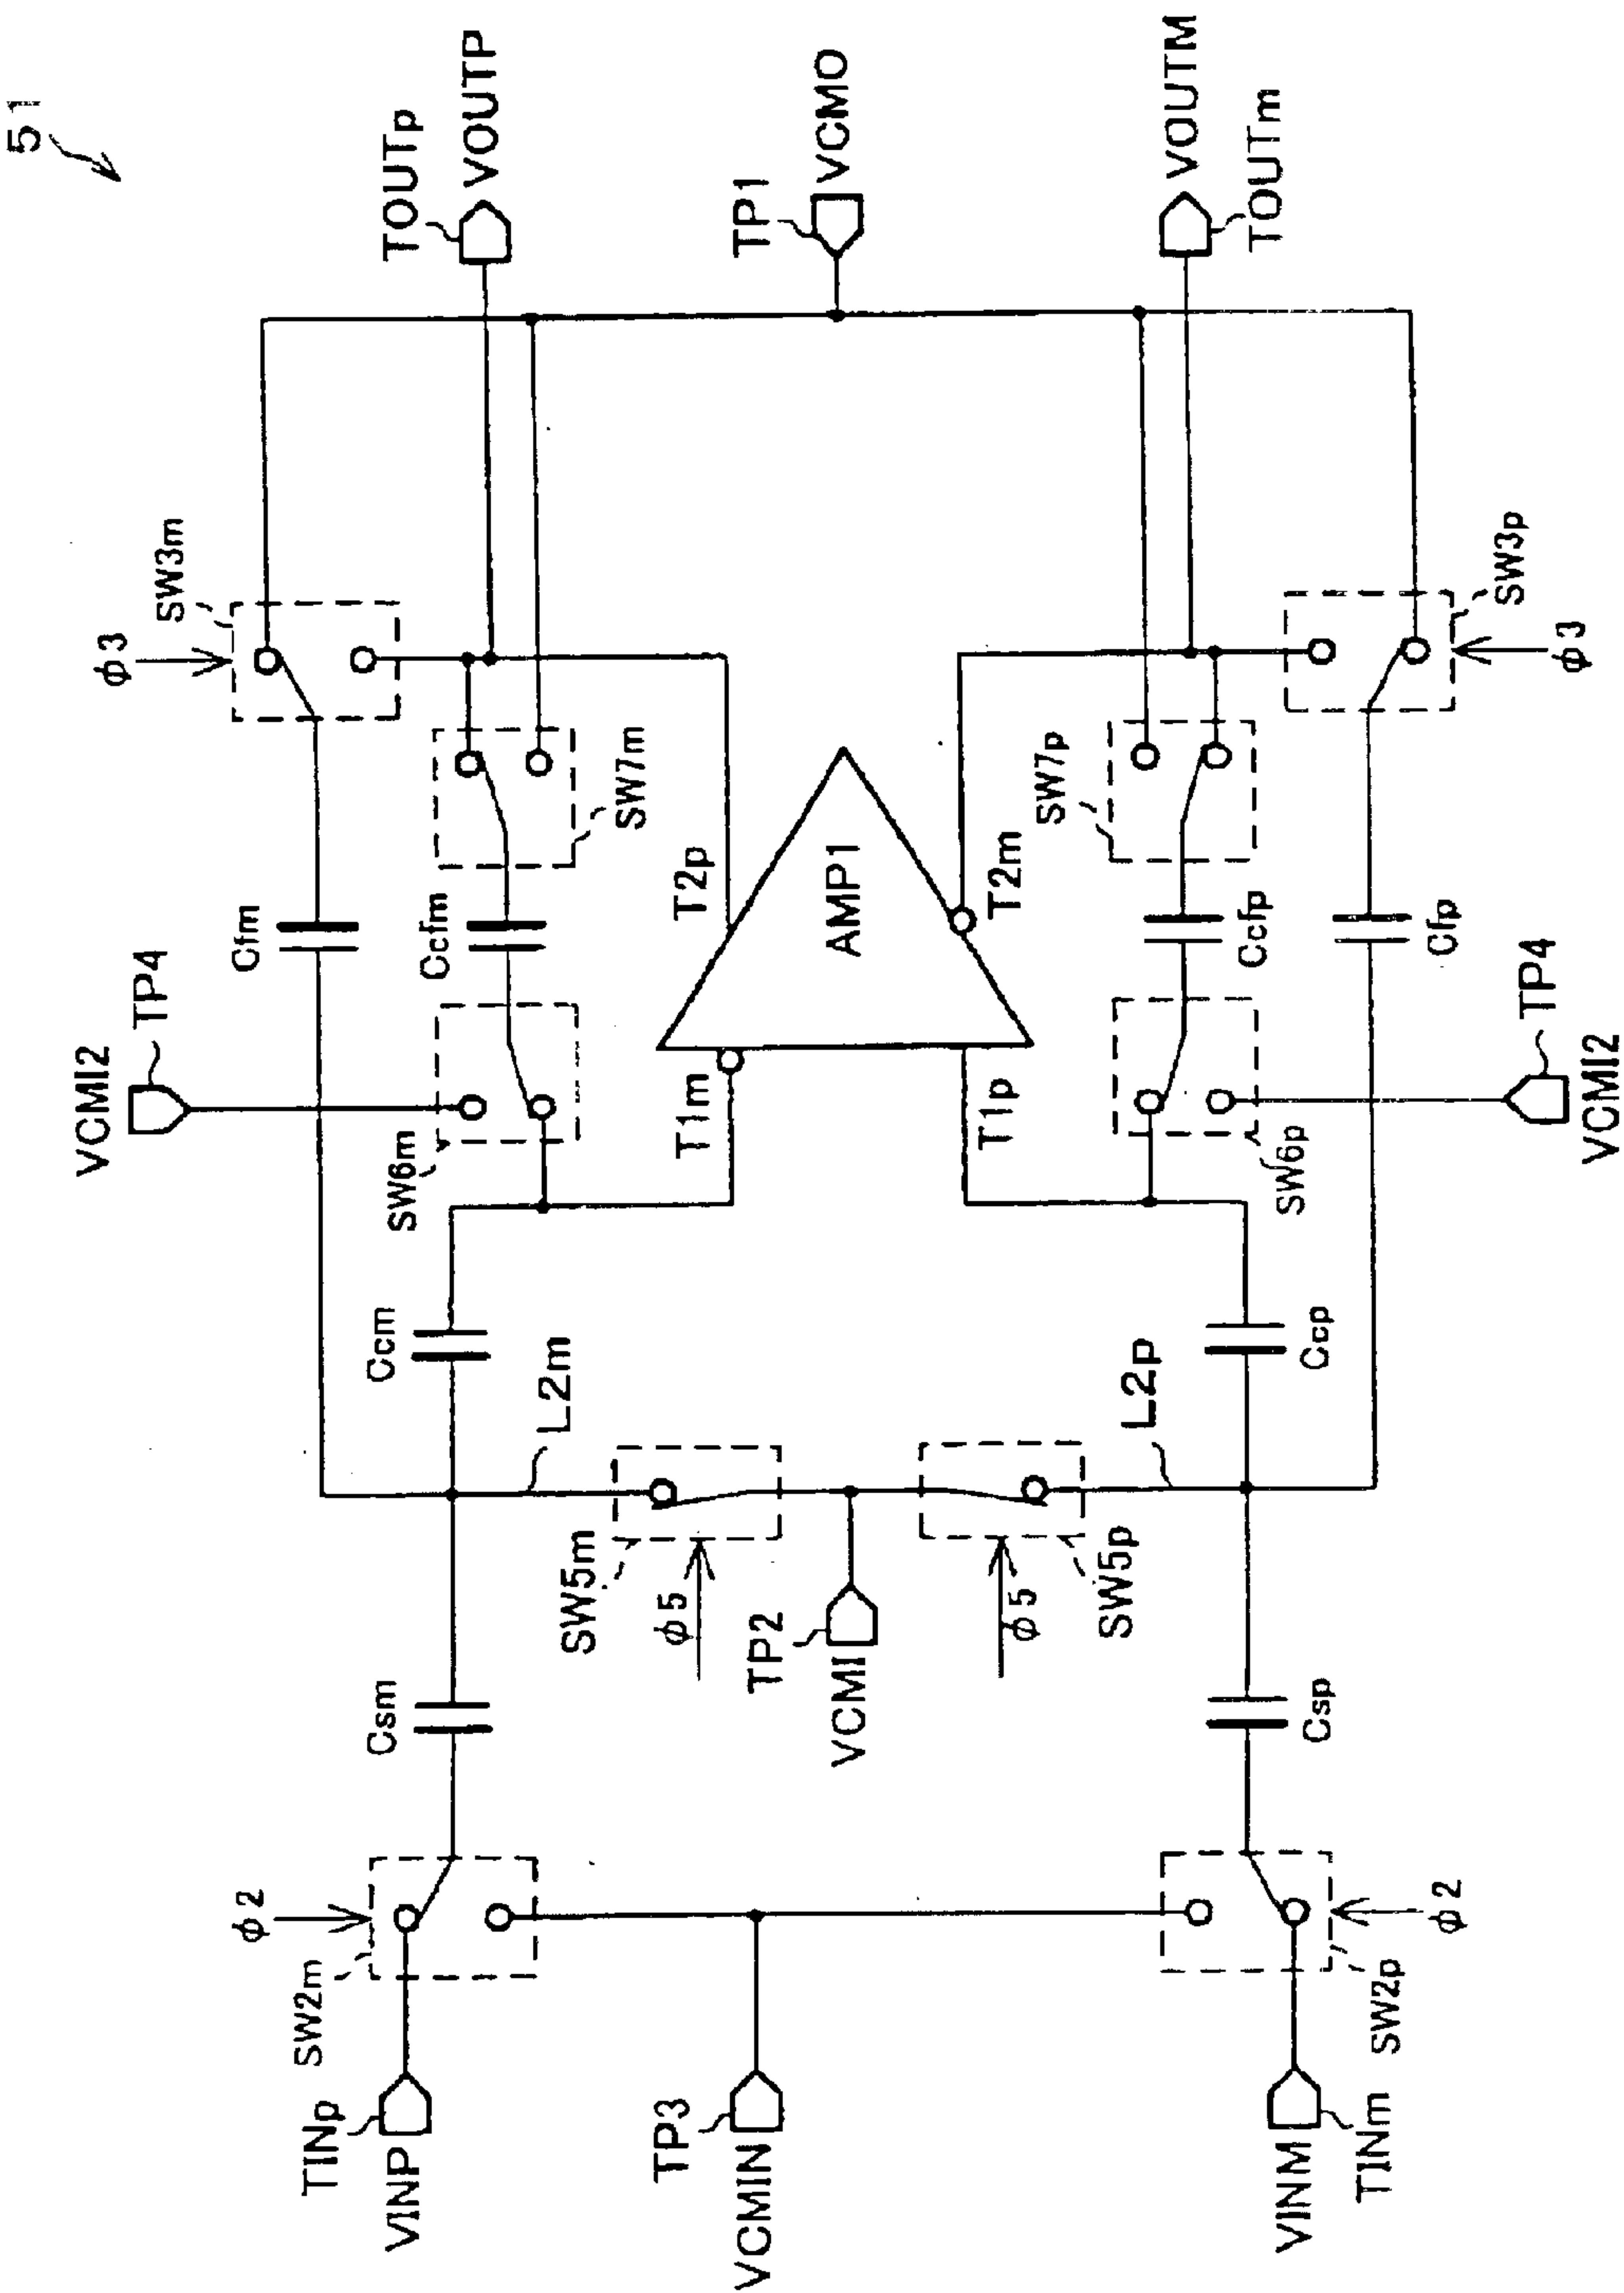 51
TOUTp
VOUTP
TP1
VCMO
VOUTM
TOUTm
SW3m
φ3
SW3p
φ3
SW7m
SW7p
T2p
T2m
AMP1
Cfm
Ccfm
Ccfp
Cfp
TP4
VCMI2
TP4
VCMI2
SW6m
T1m
T1p
SW6p
Ccm
L2m
L2p
Ccp
SW5m
φ5
TP2
VCMI
φ5
SW5p
Csm
Csp
φ2
SW2m
φ2
SW2p
TINp
VINP
TP3
VCMIN
VINM
TINm